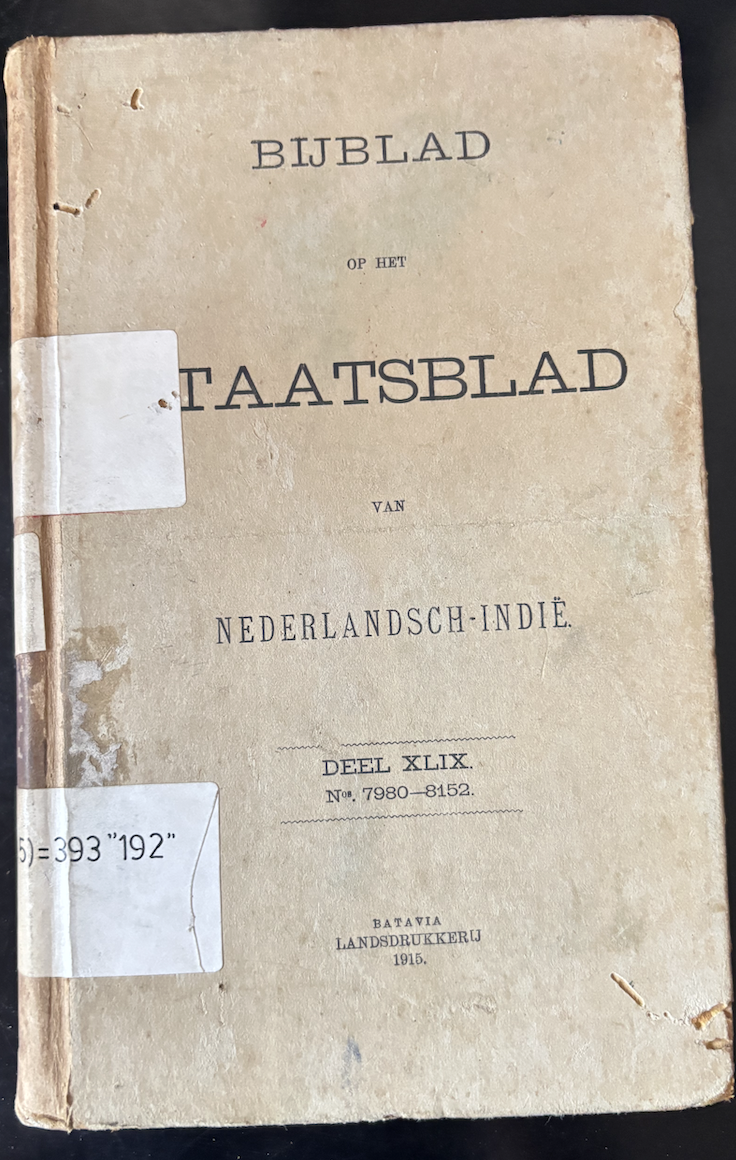 BIJBLAD
OP HET
TAATSBLAD
VAN
NEDERLANDSCH-INDIË.
DEEL XLIX.
Nos. 7980—8152.
5)=393 "192"
BATAVIA
LANDSDRUKKERIJ
1915.